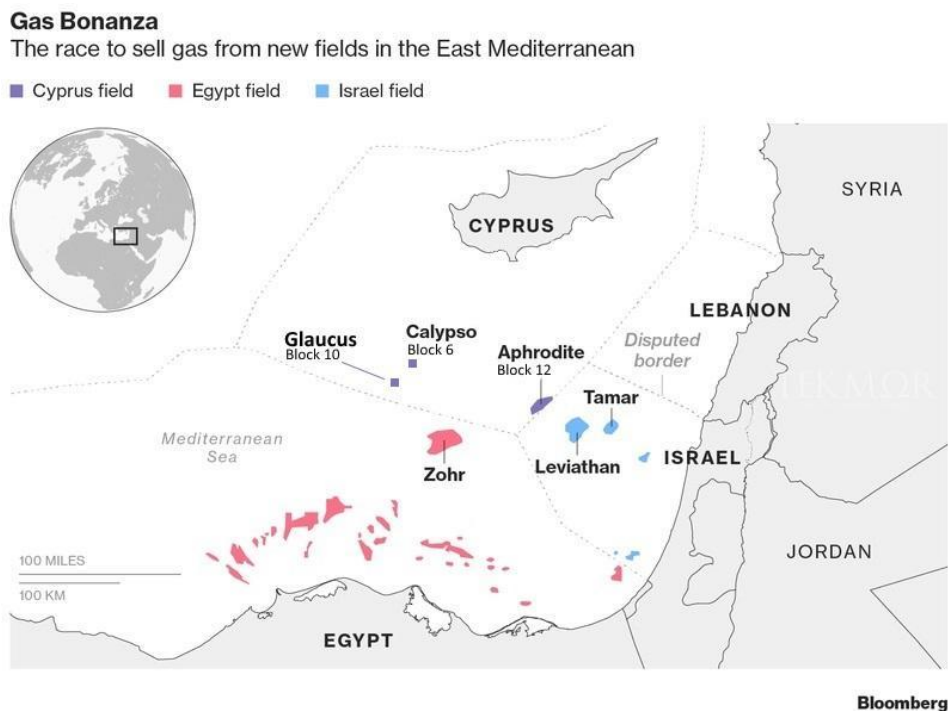 Gas Bonanza
The race to sell gas from new fields in the East Mediterranean
Cyprus field Egypt field Israel field
SYRIA
CYPRUS
LEBANON
Glaucus
Block 10
Calypso
Block 6
Aphrodite
Block 12
Disputed
border
TEKMΩR
Tamar
Mediterranean
Sea
Zohr
Leviathan
ISRAEL
100 MILES
100 KM
JORDAN
EGYPT
Bloomberg